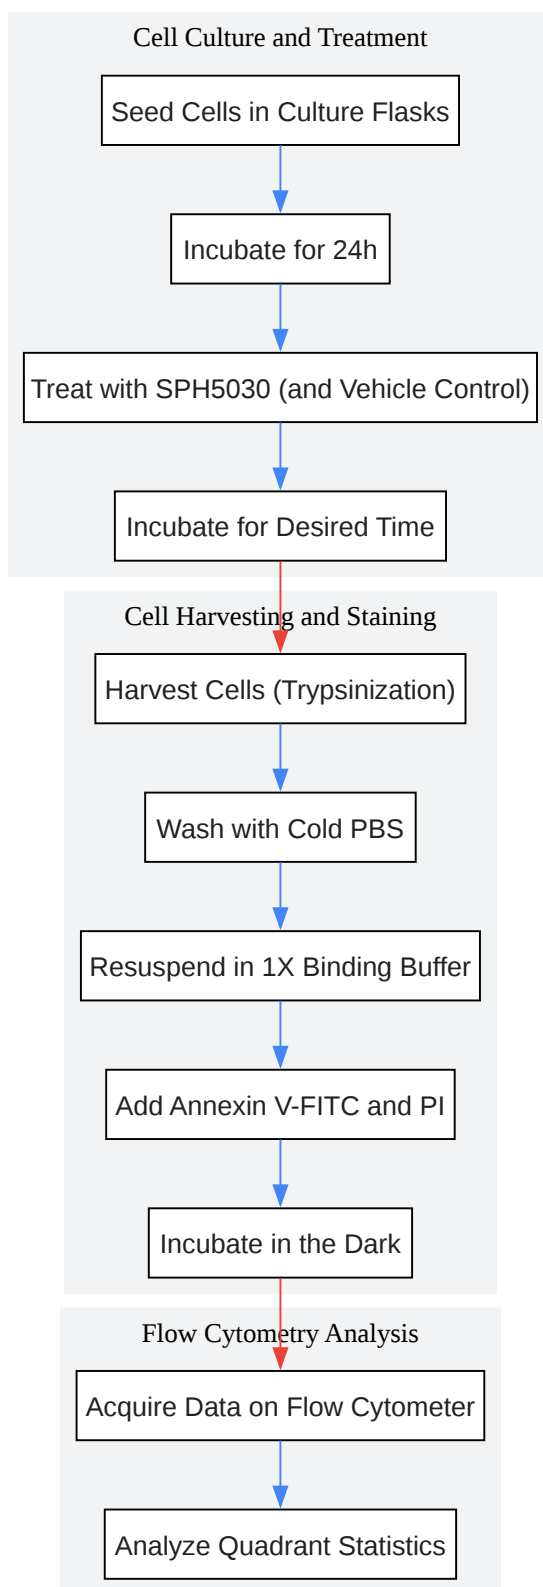 Cell Culture and Treatment
Seed Cells in Culture Flasks
Incubate for 24h
Treat with SPH5030 (and Vehicle Control)
Incubate for Desired Time
Cell Harvesting and Staining
Harvest Cells (Trypsinization)
Wash with Cold PBS
Resuspend in 1X Binding Buffer
Add Annexin V-FITC and PI
Incubate in the Dark
Flow Cytometry Analysis
Acquire Data on Flow Cytometer
Analyze Quadrant Statistics